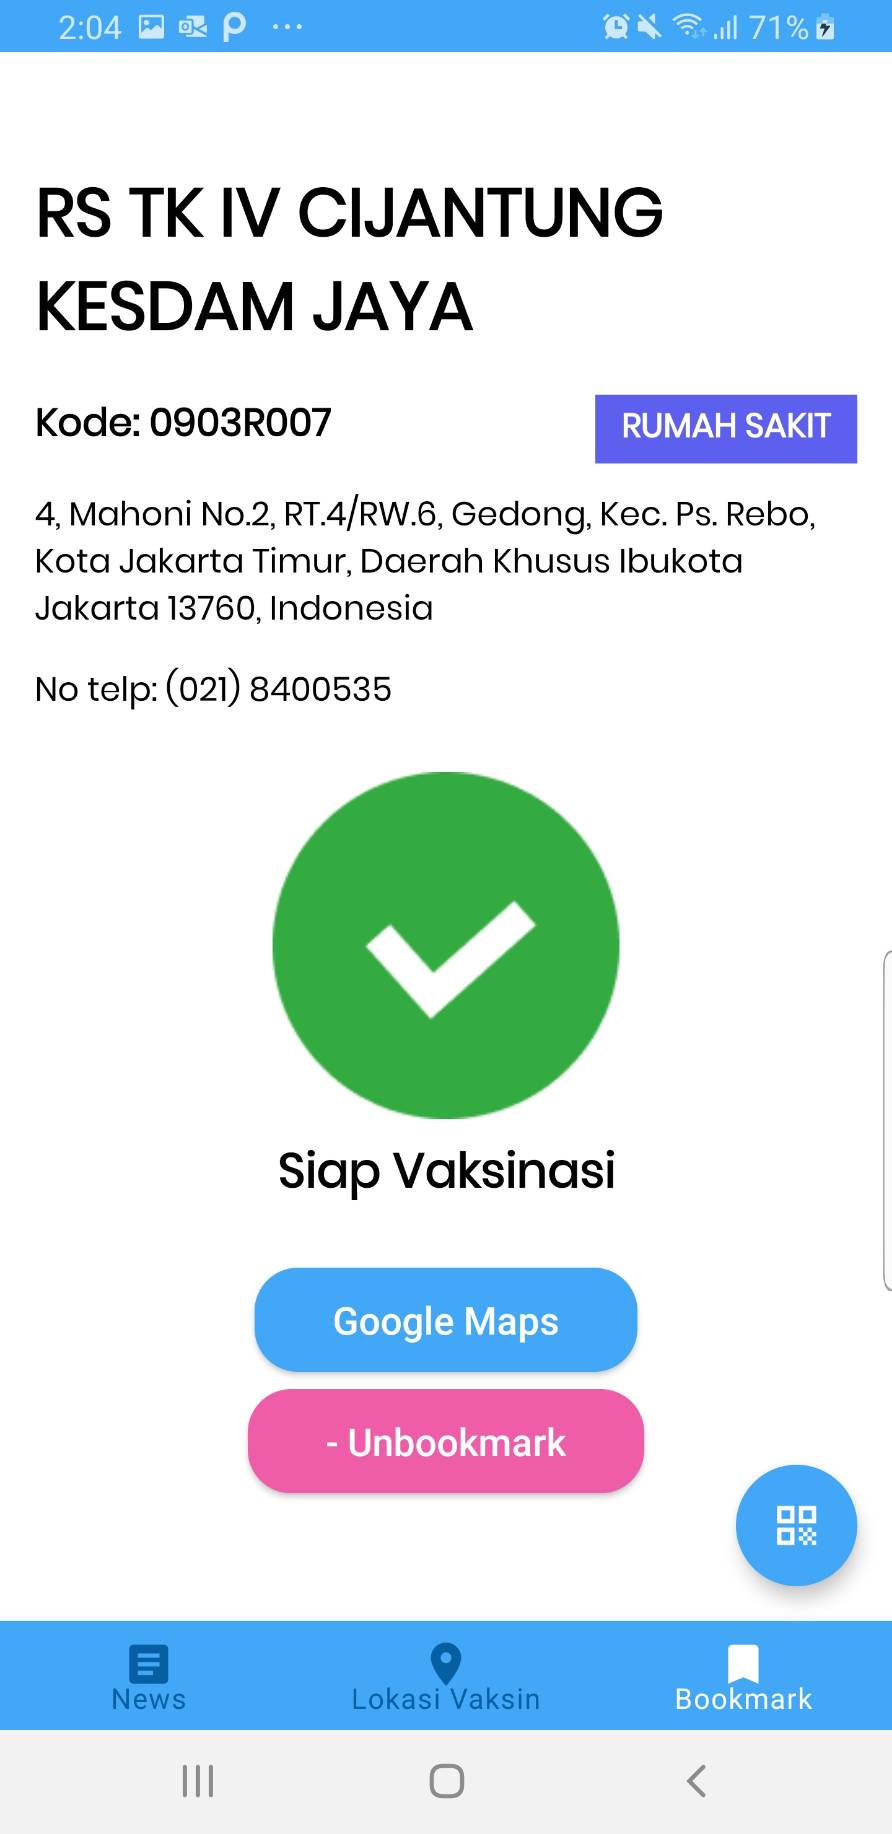 2:04
71%
RS TK IV CIJANTUNG
KESDAM JAYA
Kode: 0903R007
RUMAH SAKIT
4, Mahoni No.2, RT.4/RW.6, Gedong, Kec. Ps. Rebo,
Kota Jakarta Timur, Daerah Khusus Ibukota
Jakarta 13760, Indonesia
No telp: (021) 8400535
Siap Vaksinasi
Google Maps
- Unbookmark
News
Lokasi Vaksin
Bookmark